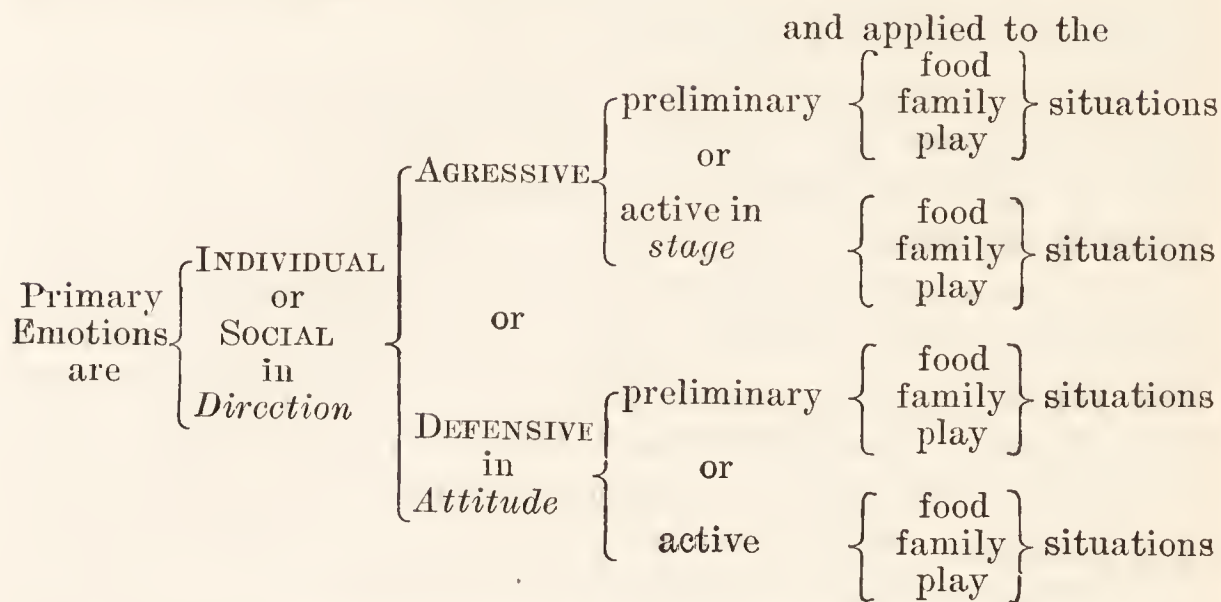 and applied to the
Primary
Emotions
are
INDIVIDUAL
or
SOCIAL
in
Direction
AGRESSIVE
or
DEFENSIVE
in
Attitude
preliminary
or
active in
stage
food
family
play
situations
food
family
play
situations
preliminary
or
active
food
family
play
situations
food
family
play
situations